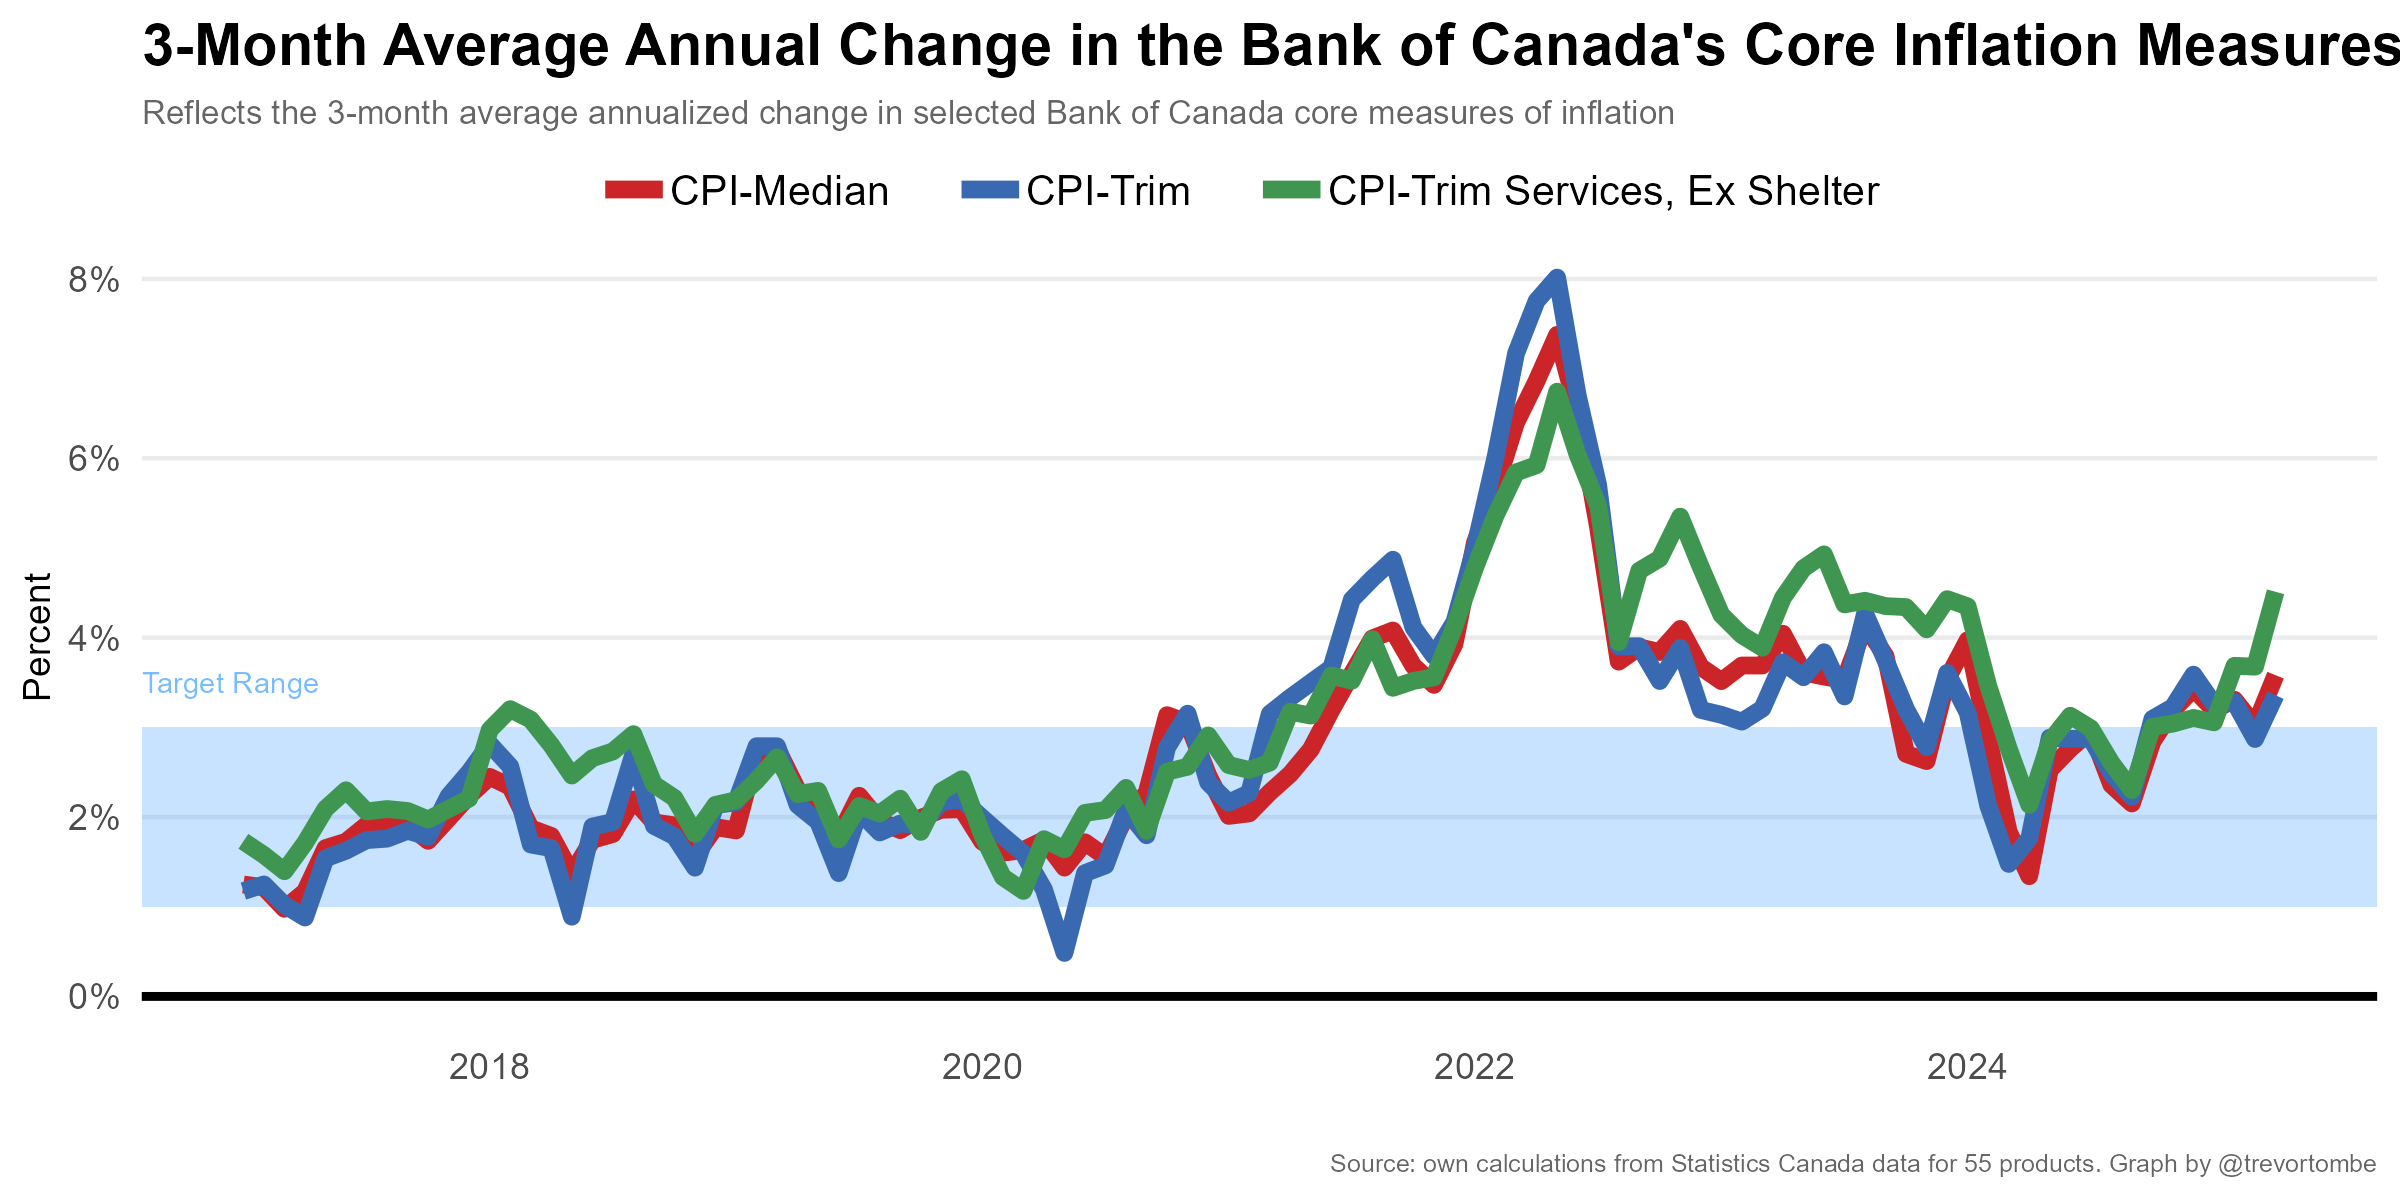 3-Month Average Annual Change in the Bank of Canada's Core Inflation Measures
Reflects the 3-month average annualized change in selected Bank of Canada core measures of inflation
CPI-Median CPI-Trim CPI-Trim Services, Ex Shelter
8%
6%
4%
2%
0%
Percent
Target Range
2018 2020 2022 2024
Source: own calculations from Statistics Canada data for 55 products. Graph by @trevortombe